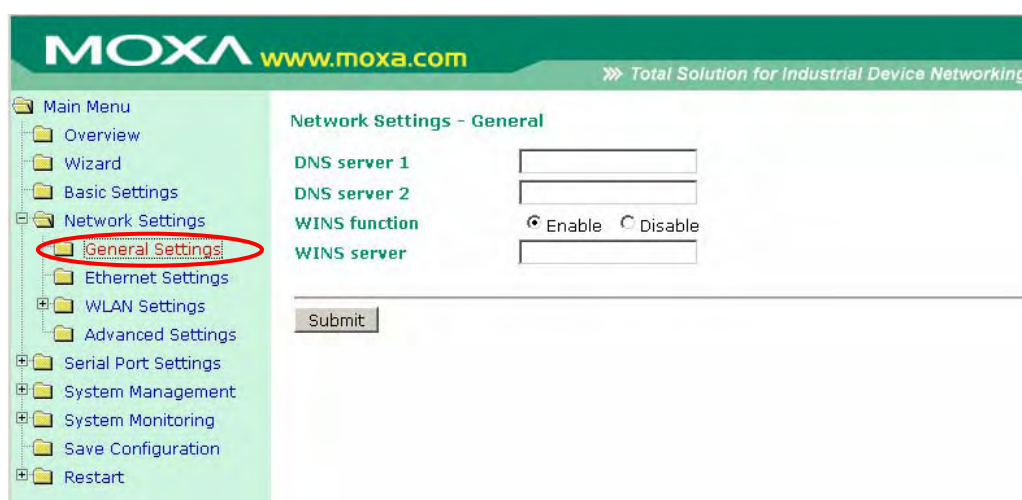 MOXA www.moxa.com
Total Solution for Industrial Device Networking
Main Menu
Overview
Wizard
Basic Settings
Network Settings
General Settings
Ethernet Settings
WLAN Settings
Advanced Settings
Serial Port Settings
System Management
System Monitoring
Save Configuration
Restart
Network Settings - General
DNS server 1
DNS server 2
WINS function Enable Disable
WINS server
Submit